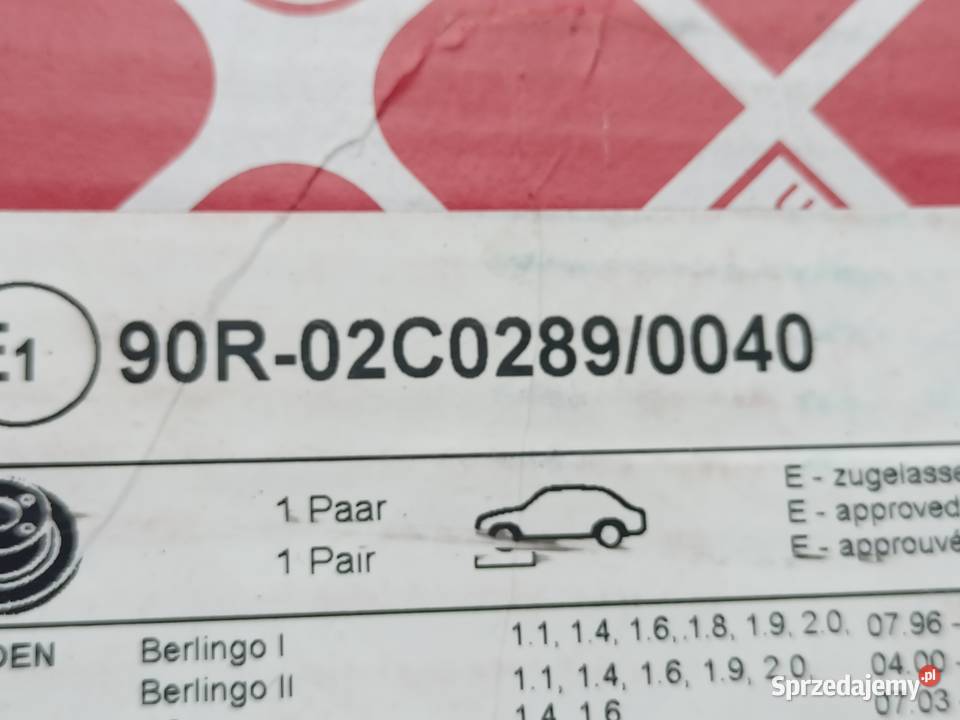 E1
90R-02C0289/0040
1 Paar
1 Pair
E - zugelasse
E - approved
E - approuvé
DEN
Berlingo I
1.1, 1.4, 1.6, 1.8, 1.9, 2.0, 07.96 -
Berlingo II
1.1, 1.4, 1.6, 1.9, 2.0
04.00 -
1.4, 1.6
07.03
Sprzedajemy.pl